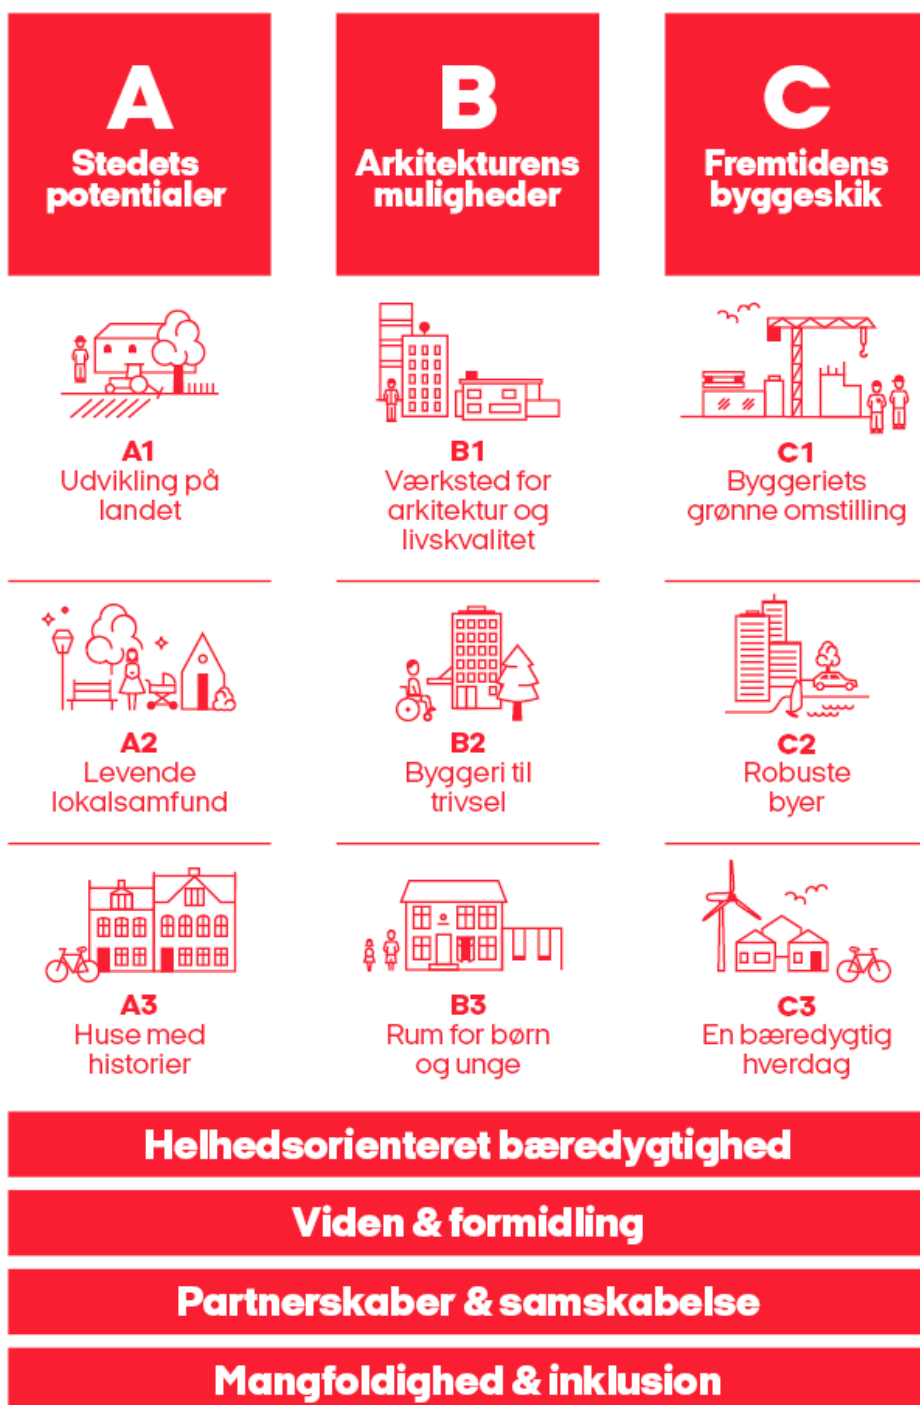 A
Stedets
potentialer
B
Arkitekturens
muligheder
C
Fremtidens
byggeskik
A1
Udvikling på
landet
B1
Værksted for
arkitektur og
livskvalitet
C1
Byggeriets
grønne omstilling
A2
Levende
lokalsamfund
B2
Byggeri til
trivsel
C2
Robuste
byer
A3
Huse med
historier
B3
Rum for børn
og unge
C3
En bæredygtig
hverdag
Helhedsorienteret bæredygtighed
Viden & formidling
Partnerskaber & samskabelse
Mangfoldighed & inklusion